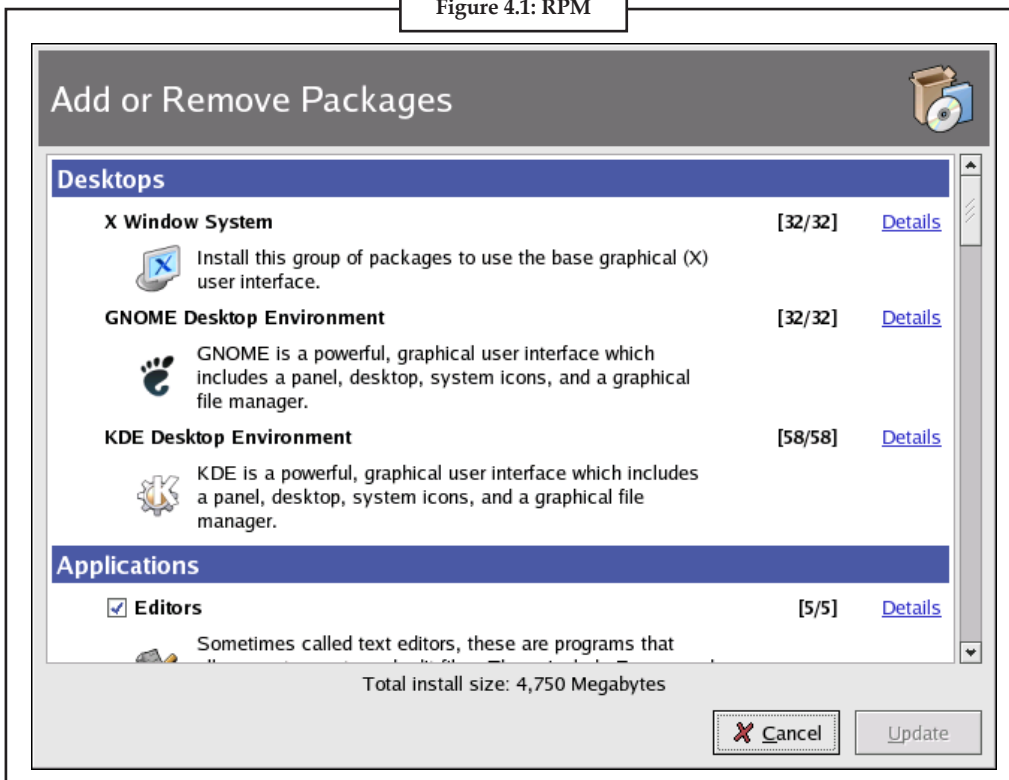 Figure 4.1: RPM
Add or Remove Packages
Desktops
X Window System [32/32] Details
Install this group of packages to use the base graphical (X)
user interface.
GNOME Desktop Environment [32/32] Details
GNOME is a powerful, graphical user interface which
includes a panel, desktop, system icons, and a graphical
file manager.
KDE Desktop Environment [58/58] Details
KDE is a powerful, graphical user interface which includes
a panel, desktop, system icons, and a graphical file
manager.
Applications
Editors [5/5] Details
Sometimes called text editors, these are programs that
Total install size: 4,750 Megabytes
Cancel Update